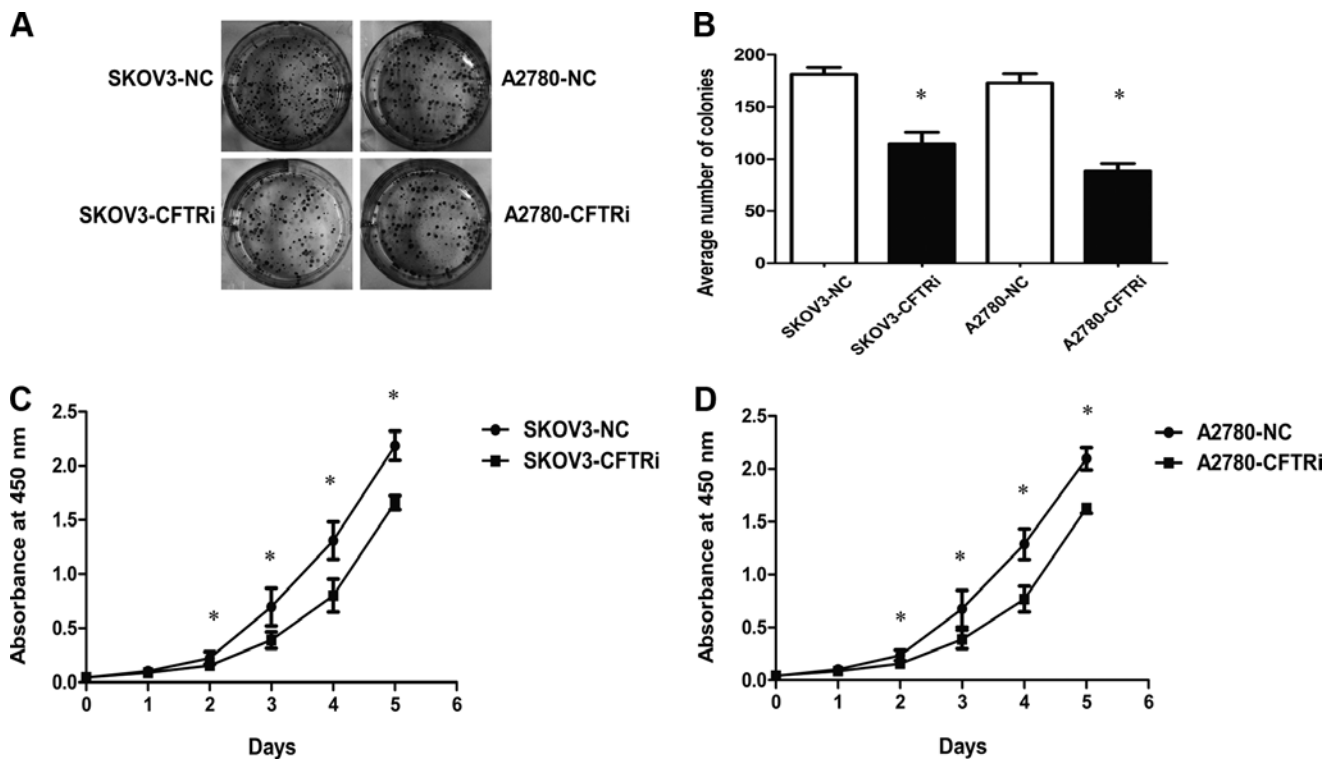 A
SKOV3-NC
A2780-NC
SKOV3-CFTRi
A2780-CFTRi
B
Average number of colonies
200
150
100
50
0
SKOV3-NC
SKOV3-CFTRi
A2780-NC
A2780-CFTRi
*
*
C
Absorbance at 450 nm
2.5
2.0
1.5
1.0
0.5
0.0
0 1 2 3 4 5 6
Days
SKOV3-NC
SKOV3-CFTRi
*
*
*
*
D
Absorbance at 450 nm
2.5
2.0
1.5
1.0
0.5
0.0
0 1 2 3 4 5 6
Days
A2780-NC
A2780-CFTRi
*
*
*
*